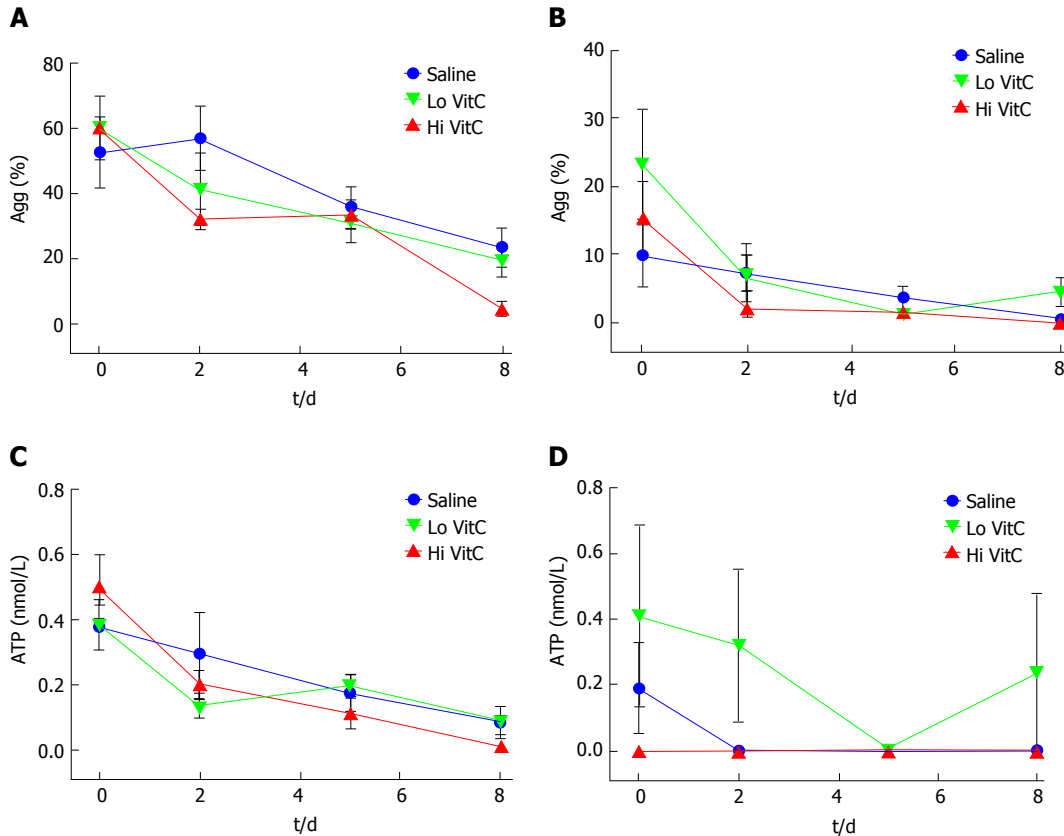 A
Agg (%)
80
60
40
20
0
0 2 4 6 8
t/d
Saline
Lo VitC
Hi VitC
B
Agg (%)
40
30
20
10
0
0 2 4 6 8
t/d
Saline
Lo VitC
Hi VitC
C
ATP (nmol/L)
0.8
0.6
0.4
0.2
0.0
0 2 4 6 8
t/d
Saline
Lo VitC
Hi VitC
D
ATP (nmol/L)
0.8
0.6
0.4
0.2
0.0
0 2 4 6 8
t/d
Saline
Lo VitC
Hi VitC